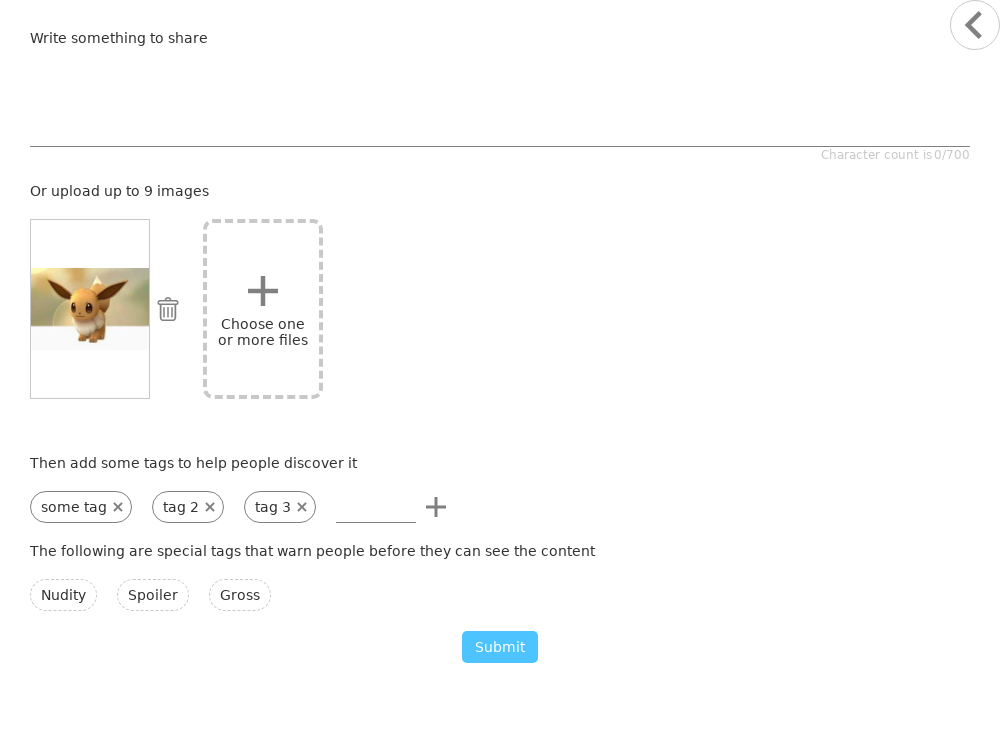 Write something to share
Character count is 0/700
Or upload up to 9 images
Choose one
or more files
Then add some tags to help people discover it
some tag
tag 2
tag 3
The following are special tags that warn people before they can see the content
Nudity
Spoiler
Gross
Submit